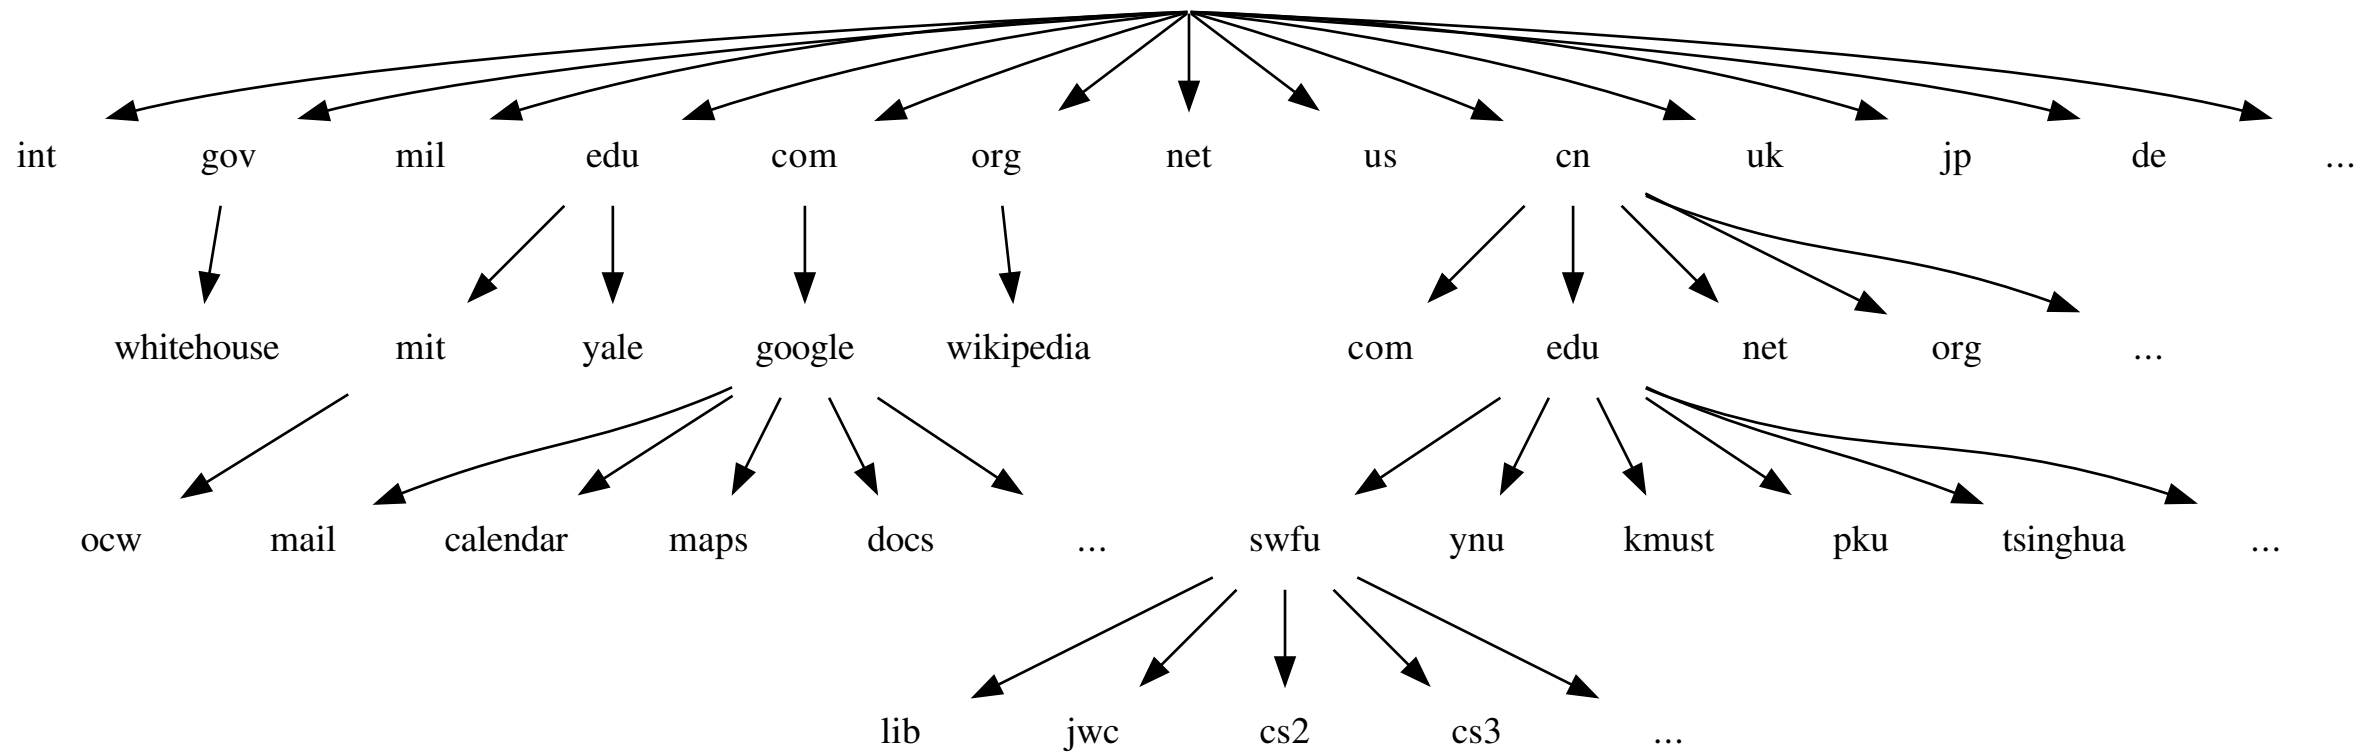 int gov mil edu com org net us cn uk jp de ...
whitehouse mit yale google wikipedia com edu net org ...
ocw mail calendar maps docs ... swfu ynu kmust pku tsinghua ...
lib jwc cs2 cs3 ...